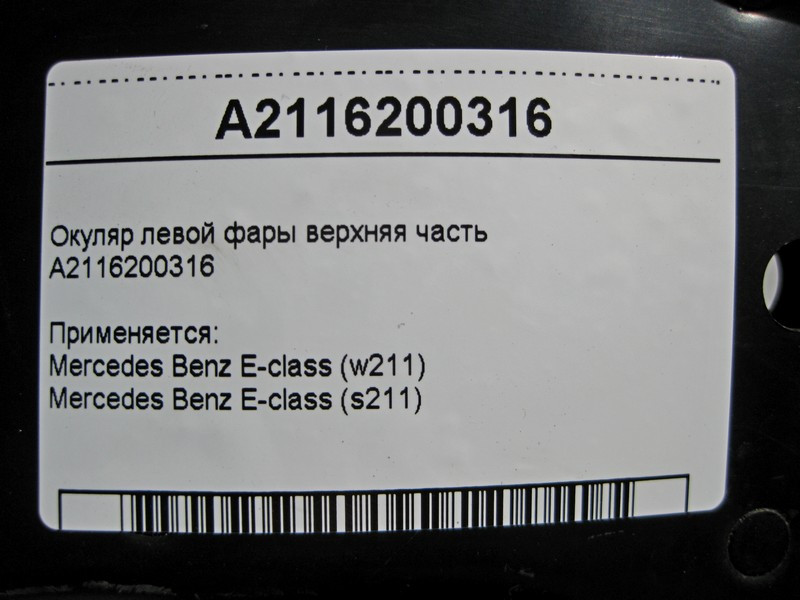 A2116200316
Окуляр левой фары верхняя часть
A2116200316
Применяется:
Mercedes Benz E-class (w211)
Mercedes Benz E-class (s211)